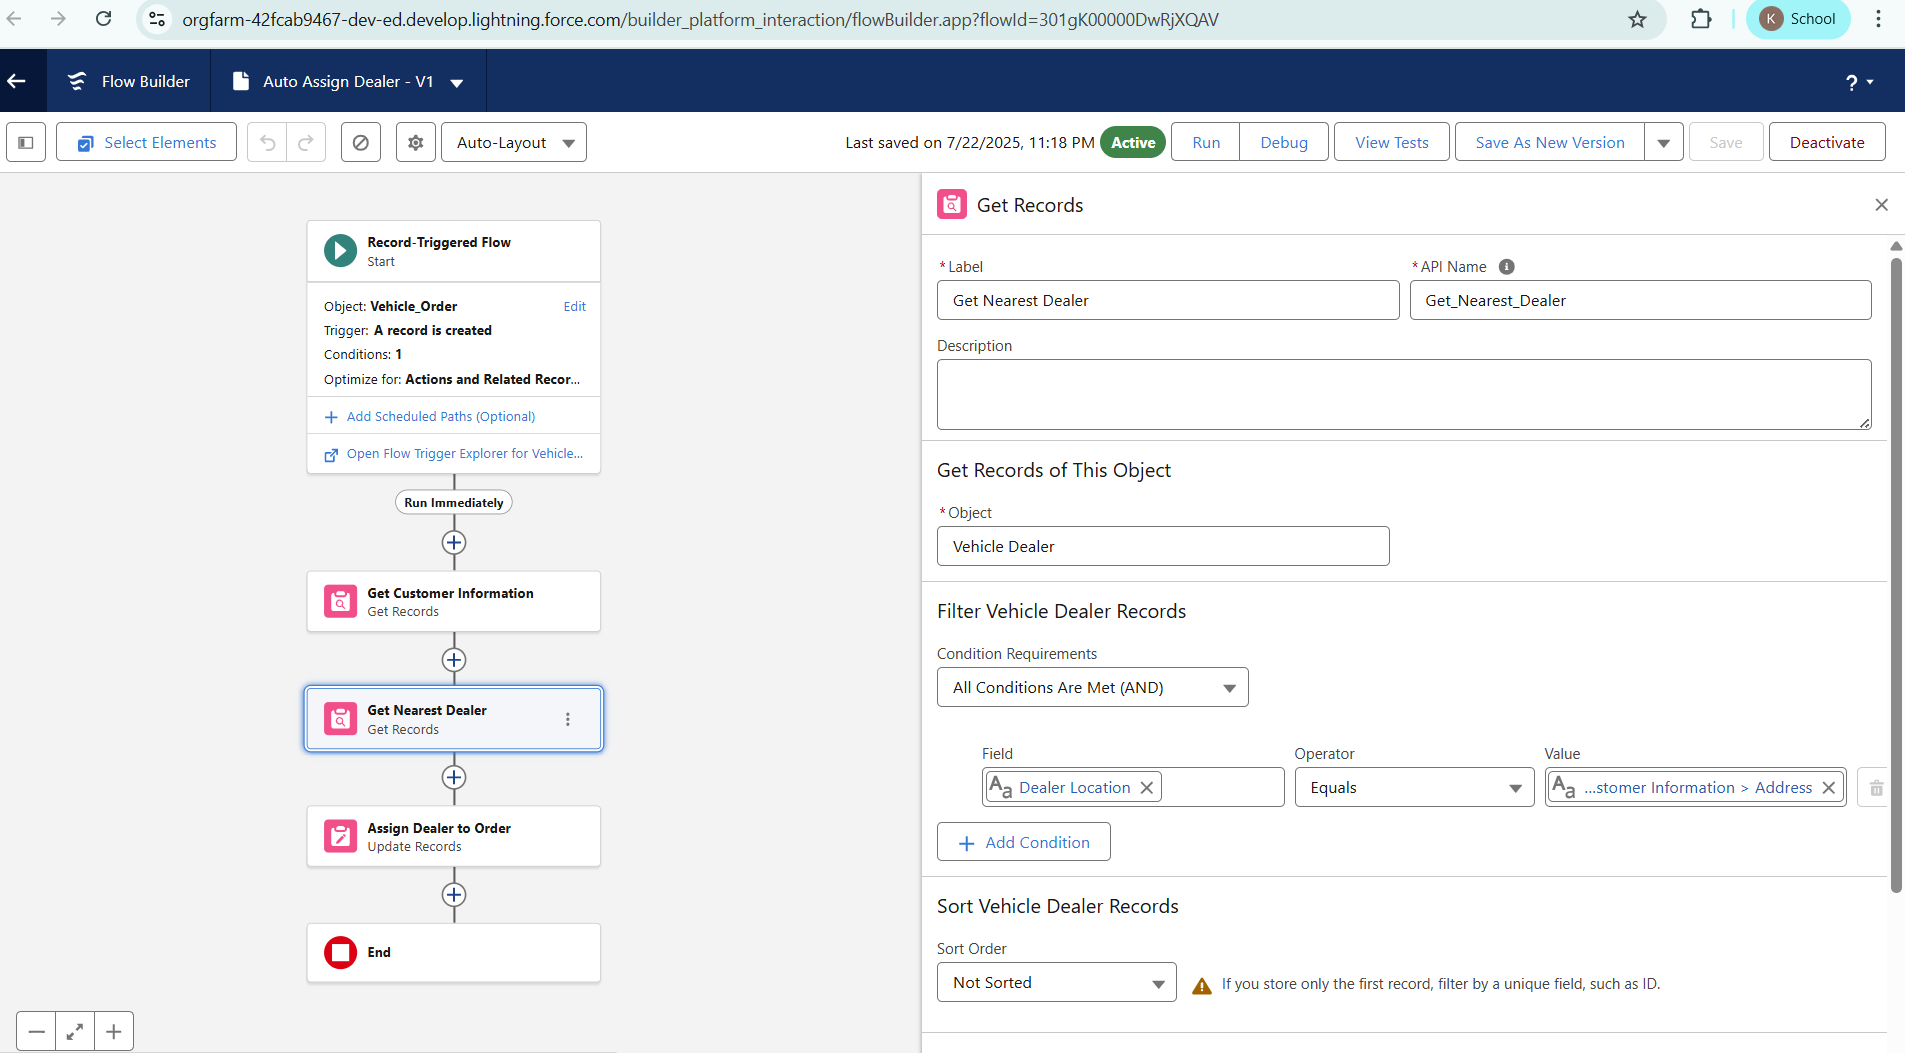 orgfarm-42fcab9467-dev-ed.develop.lightning.force.com/builder_platform_interaction/flowBuilder.app?flowId=301gK00000DwRjXQAV
K School
Flow Builder
Auto Assign Dealer - V1
?
Select Elements
Auto-Layout
Last saved on 7/22/2025, 11:18 PM
Active
Run
Debug
View Tests
Save As New Version
Save
Deactivate
Record-Triggered Flow
Start
Object: Vehicle_Order
Edit
Trigger: A record is created
Conditions: 1
Optimize for: Actions and Related Recor...
Add Scheduled Paths (Optional)
Open Flow Trigger Explorer for Vehicle...
Run Immediately
Get Customer Information
Get Records
Get Nearest Dealer
Get Records
Assign Dealer to Order
Update Records
End
Get Records
*Label
*API Name
Get Nearest Dealer
Get_Nearest_Dealer
Description
Get Records of This Object
*Object
Vehicle Dealer
Filter Vehicle Dealer Records
Condition Requirements
All Conditions Are Met (AND)
Field
Operator
Value
Aa Dealer Location
Equals
Aa ...stomer Information > Address
Add Condition
Sort Vehicle Dealer Records
Sort Order
Not Sorted
If you store only the first record, filter by a unique field, such as ID.